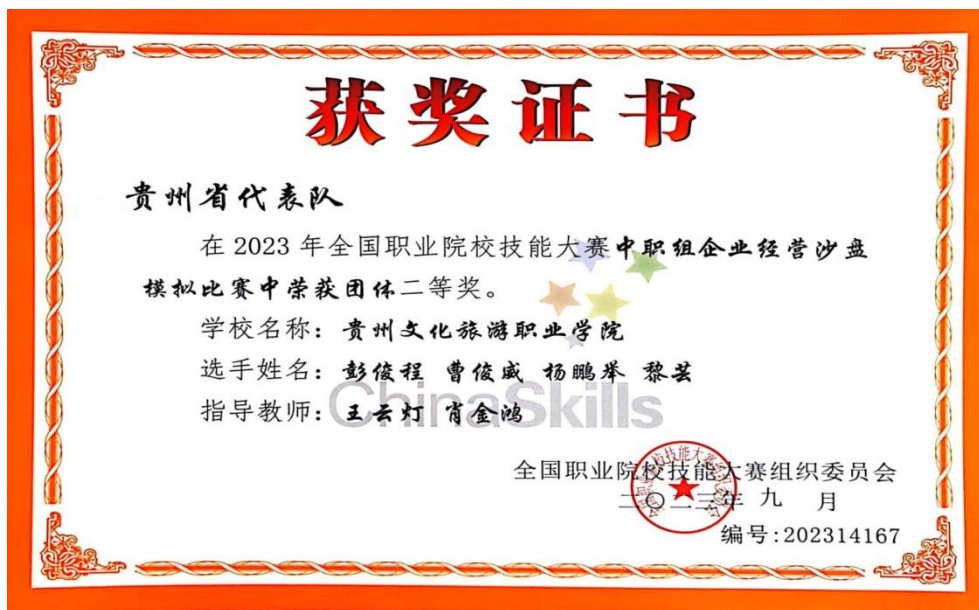 获奖证书
贵州省代表队
在 2023 年全国职业院校技能大赛中职组企业经营沙盘
模拟比赛中荣获团体二等奖。
学校名称：贵州文化旅游职业学院
选手姓名：彭俊程 曹俊威 杨鹏举 黎芸
指导教师：王云灯 肖金鸿
ChinaSkills
全国职业院校技能大赛组织委员会
二〇二三年 九 月
编号:202314167